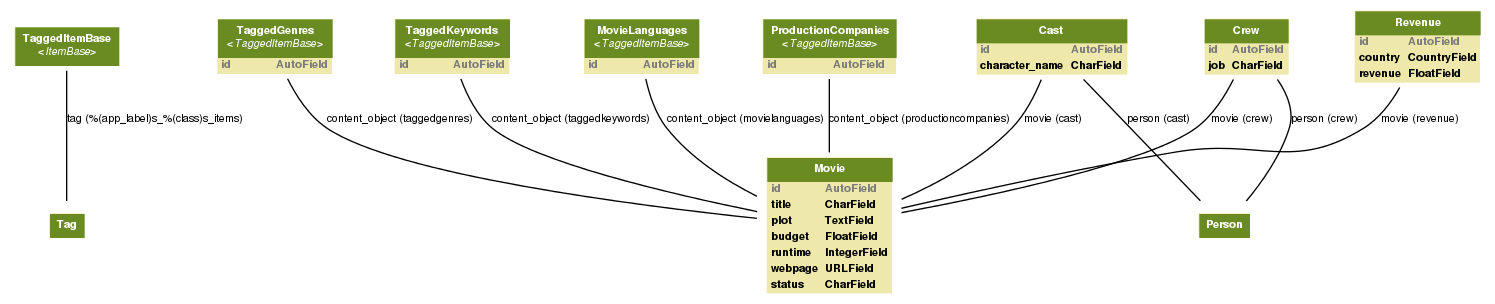 TaggedItemBase
<ItemBase>
TaggedGenres
<TaggedItemBase>
id AutoField
TaggedKeywords
<TaggedItemBase>
id AutoField
MovieLanguages
<TaggedItemBase>
id AutoField
ProductionCompanies
<TaggedItemBase>
id AutoField
Cast
id AutoField
character_name CharField
Crew
id AutoField
job CharField
Revenue
id AutoField
country CountryField
revenue FloatField
tag (%(app_label)s_%(class)s_items)
content_object (taggedgenres)
content_object (taggedkeywords)
content_object (movielanguages)
content_object (productioncompanies)
movie (cast)
person (cast)
movie (crew)
person (crew)
movie (revenue)
Movie
id AutoField
title CharField
plot TextField
budget FloatField
runtime IntegerField
webpage URLField
status CharField
Tag
Person